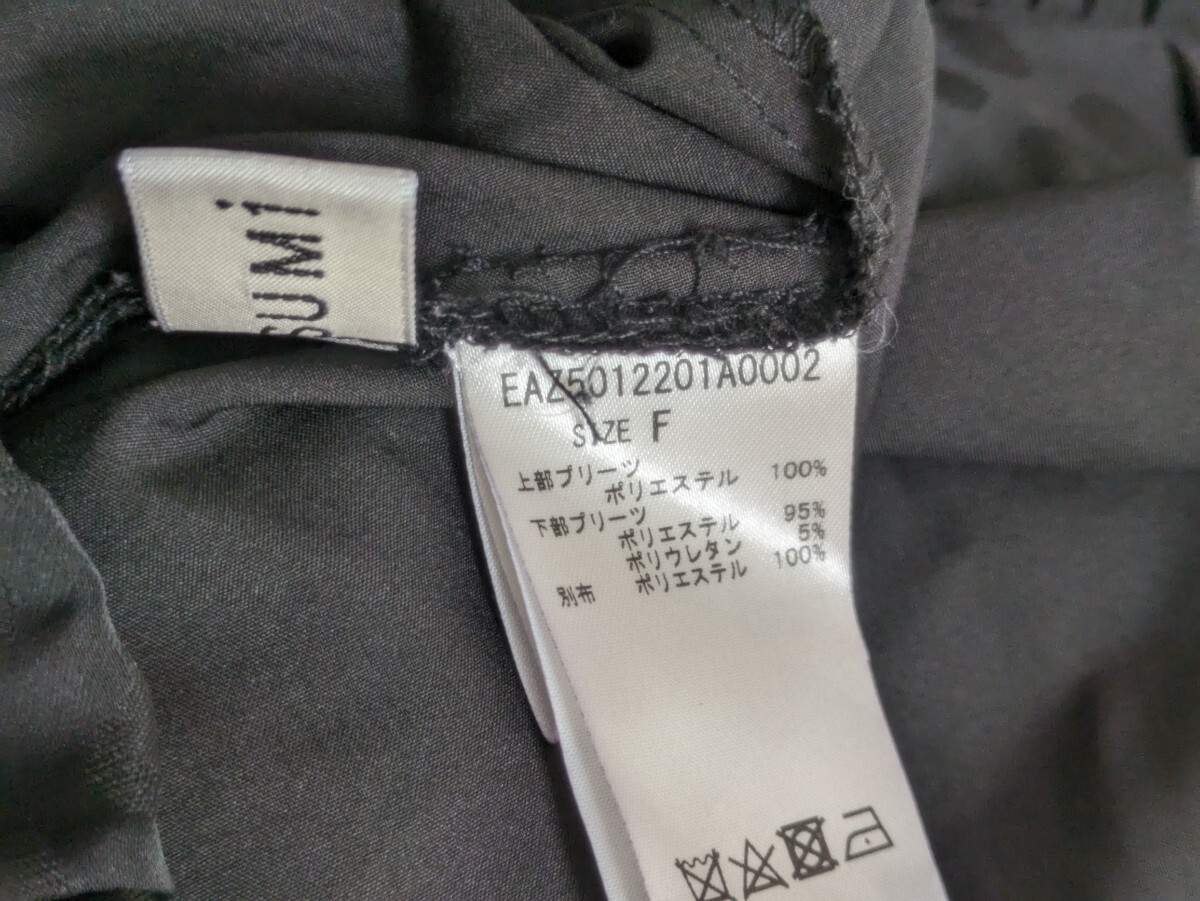 SUMi
EAZ5012201A0002
SIZE F
上部プリーツ
ポリエステル 100%
下部プリーツ
ポリエステル 95%
ポリウレタン 5%
別布 ポリエステル 100%